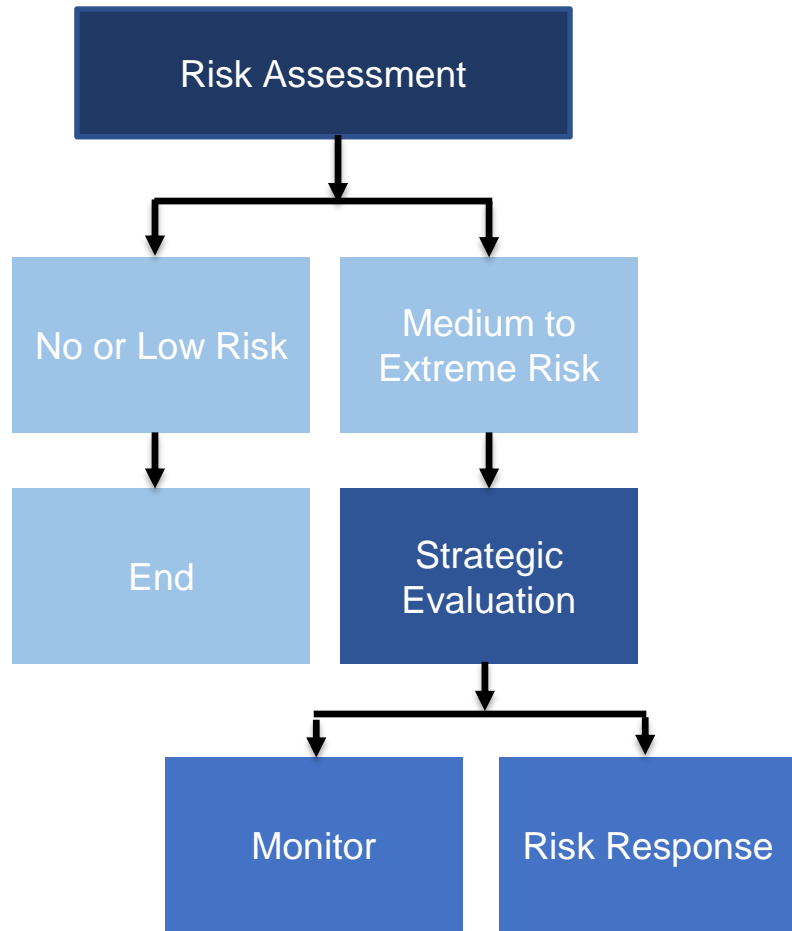 Risk Assessment
No or Low Risk
Medium to
Extreme Risk
End
Strategic
Evaluation
Monitor
Risk Response